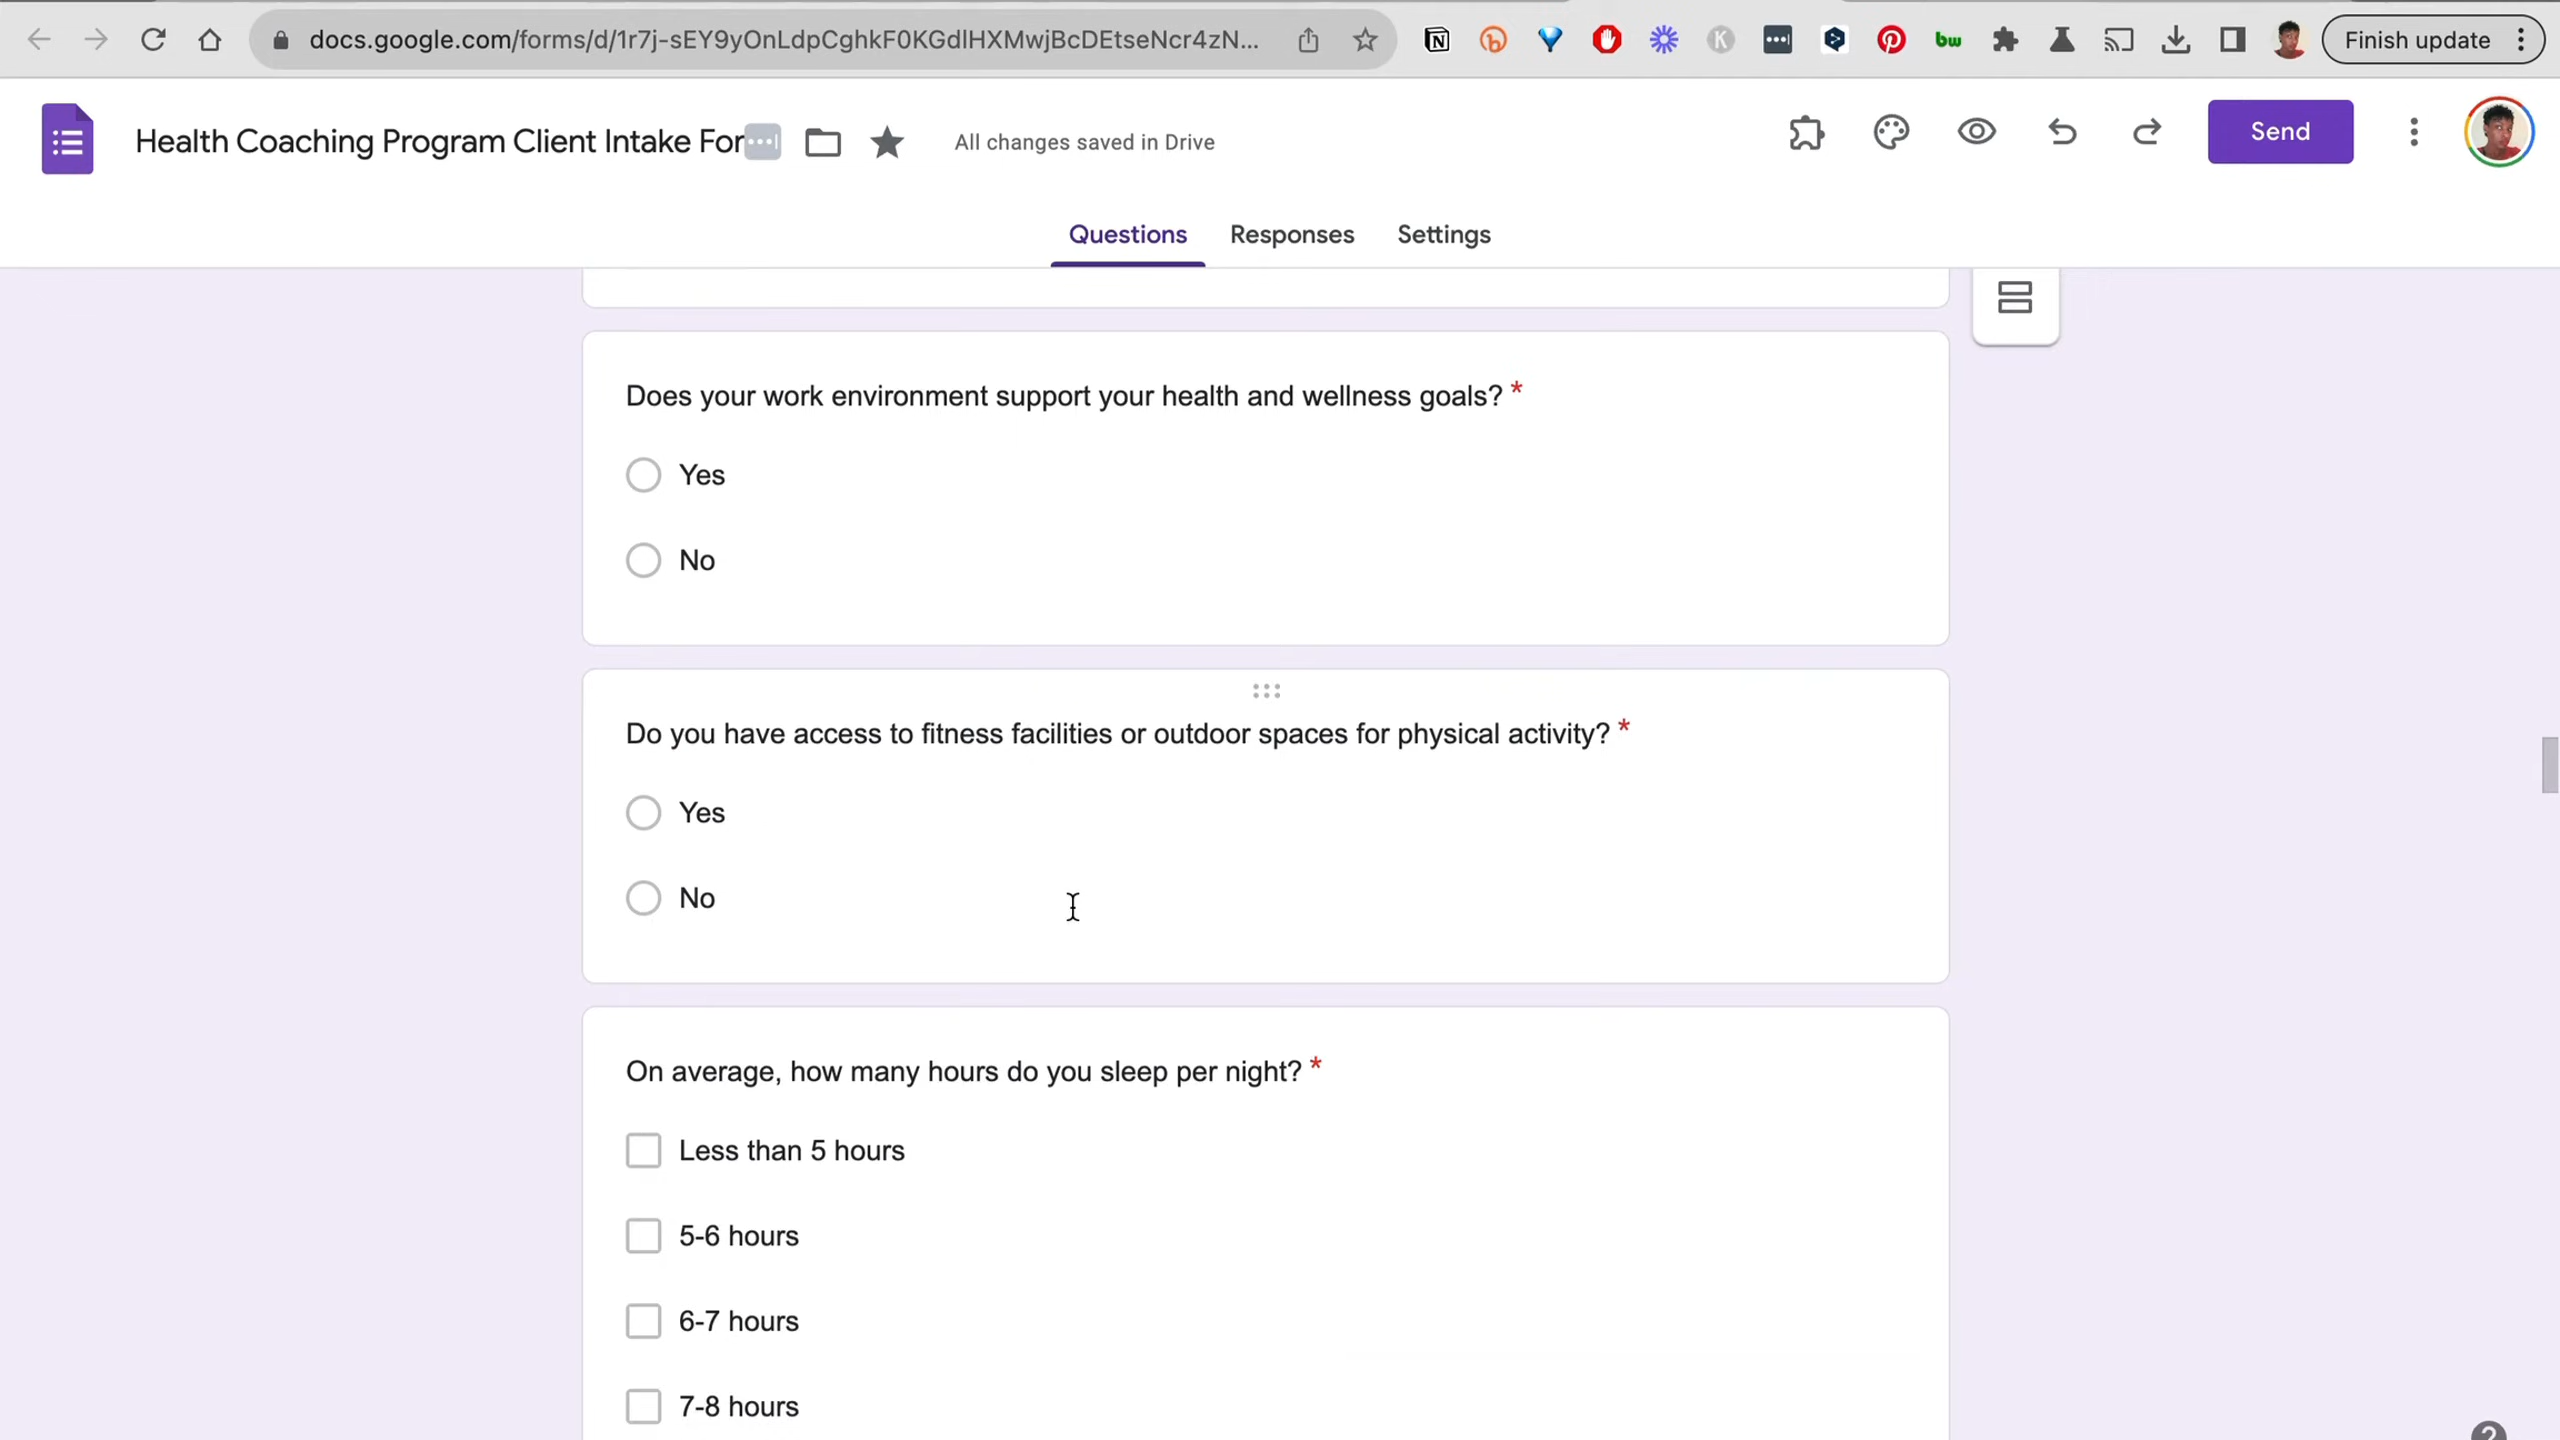 docs.google.com/forms/d/1r7j-sEY9yOnLdpCghkF0KGdlHXMwjBcDEtseNcr4zN...
Finish update
Health Coaching Program Client Intake For
All changes saved in Drive
Send
Questions
Responses
Settings
Does your work environment support your health and wellness goals? *
Yes
No
Do you have access to fitness facilities or outdoor spaces for physical activity? *
Yes
No
On average, how many hours do you sleep per night? *
Less than 5 hours
5-6 hours
6-7 hours
7-8 hours